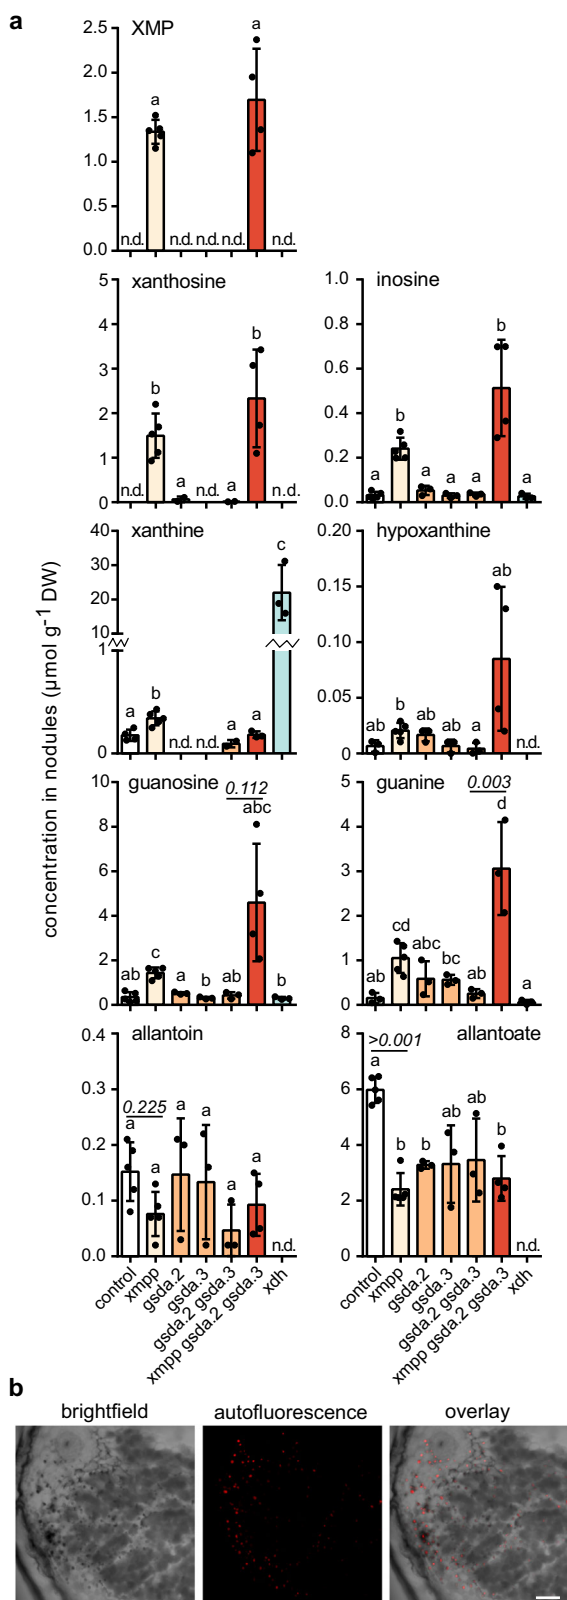 a
XMP
2.5
2.0
1.5
1.0
0.5
0.0
a
a
n.d.
n.d.
n.d.
n.d.
n.d.
xanthosine
5
4
3
2
1
0
n.d.
b
a
n.d.
a
b
n.d.
inosine
1.0
0.8
0.6
0.4
0.2
0.0
a
b
a
a
a
b
a
concentration in nodules (µmol g-1 DW)
xanthine
40
30
20
10
1
0
a
b
n.d.
n.d.
a
a
c
hypoxanthine
0.20
0.15
0.10
0.05
0
ab
b
ab
ab
a
ab
n.d.
guanosine
10
8
6
4
2
0
0.112
ab
c
a
b
ab
abc
b
guanine
5
4
3
2
1
0
0.003
ab
cd
abc
bc
ab
d
a
allantoin
0.4
0.3
0.2
0.1
0.0
0.225
a
a
a
a
a
a
n.d.
allantoate
8
6
4
2
0
>0.001
a
b
b
ab
ab
b
n.d.
control
xmpp
gsda.2
gsda.3
gsda.2 gsda.3
xmpp gsda.2 gsda.3
xdh
control
xmpp
gsda.2
gsda.3
gsda.2 gsda.3
xmpp gsda.2 gsda.3
xdh
b
brightfield
autofluorescence
overlay